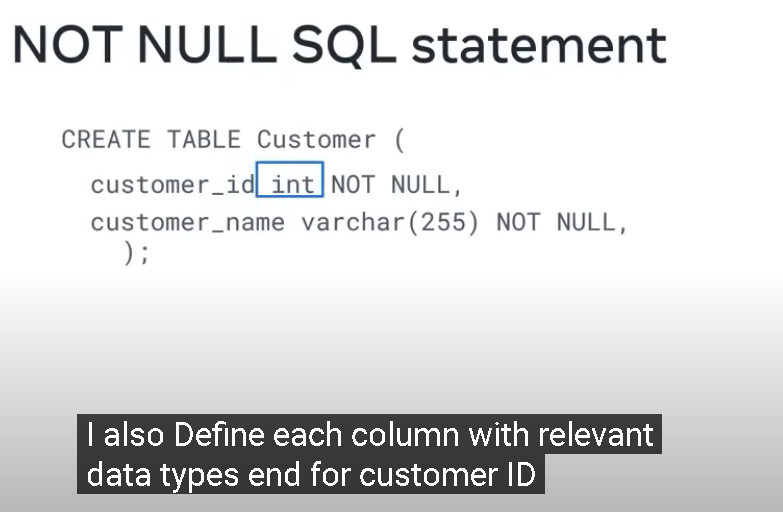 NOT NULL SQL statement
CREATE TABLE Customer (
customer_id int NOT NULL,
customer_name varchar(255) NOT NULL,
);
I also Define each column with relevant
data types end for customer ID